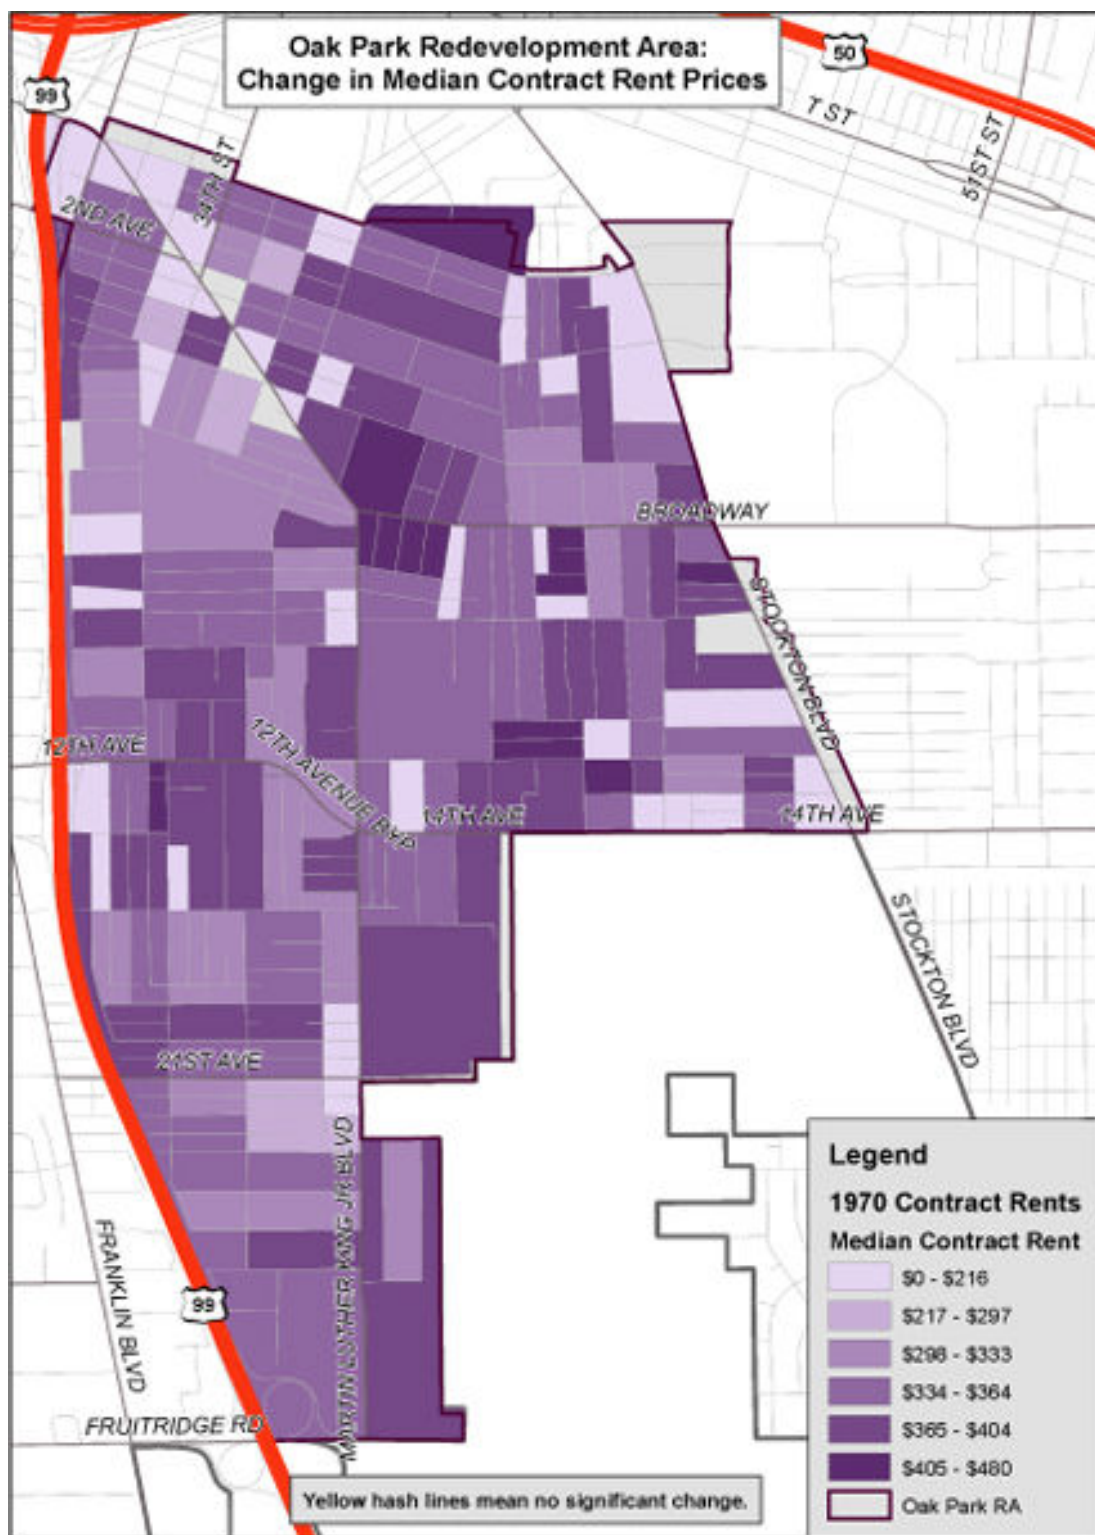 Oak Park Redevelopment Area:
Change in Median Contract Rent Prices
50
99
T ST
51ST ST
34TH ST
2ND AVE
BROADWAY
STOCKTON BLVD
12TH AVE
12TH AVENUE BYP
14TH AVE
14TH AVE
STOCKTON BLVD
21ST AVE
MARTIN LUTHER KING JR BLVD
FRANKLIN BLVD
99
FRUITRIDGE RD
Legend
1970 Contract Rents
Median Contract Rent
$0 - $216
$217 - $297
$298 - $333
$334 - $364
$365 - $404
$405 - $480
Oak Park RA
Yellow hash lines mean no significant change.